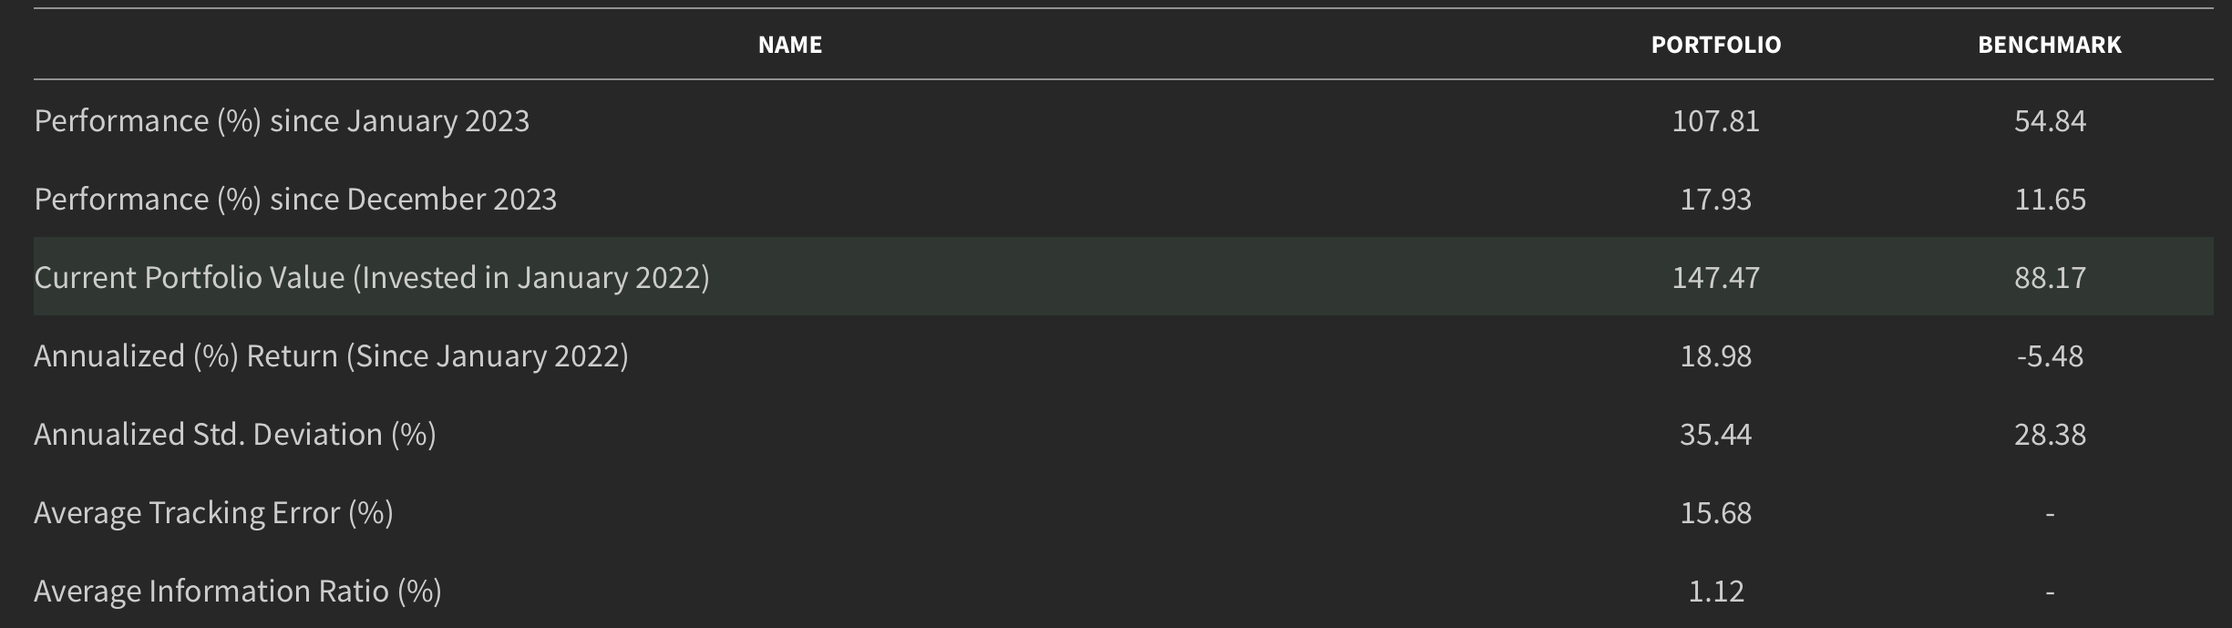 NAME PORTFOLIO BENCHMARK
Performance (%) since January 2023 107.81 54.84
Performance (%) since December 2023 17.93 11.65
Current Portfolio Value (Invested in January 2022) 147.47 88.17
Annualized (%) Return (Since January 2022) 18.98 -5.48
Annualized Std. Deviation (%) 35.44 28.38
Average Tracking Error (%) 15.68 -
Average Information Ratio (%) 1.12 -